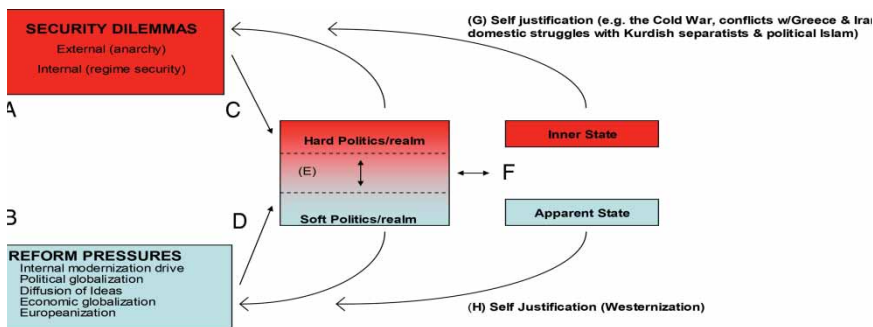 SECURITY DILEMMAS
External (anarchy)
Internal (regime security)
(G) Self justification (e.g. the Cold War, conflicts w/Greece & Iran
domestic struggles with Kurdish separatists & political Islam)
A
C
Hard Politics/realm
(E)
Soft Politics/realm
Inner State
F
Apparent State
B
D
REFORM PRESSURES
Internal modernization drive
Political globalization
Diffusion of Ideas
Economic globalization
Europeanization
(H) Self Justification (Westernization)